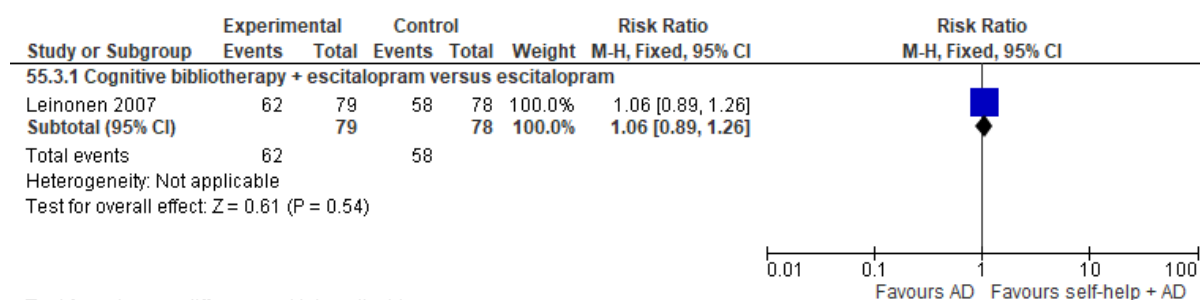 Experimental Control Risk Ratio Risk Ratio
Study or Subgroup Events Total Events Total Weight M-H, Fixed, 95% CI M-H, Fixed, 95% CI
55.3.1 Cognitive bibliotherapy + escitalopram versus escitalopram
Leinonen 2007 62 79 58 78 100.0% 1.06 [0.89, 1.26]
Subtotal (95% CI) 79 78 100.0% 1.06 [0.89, 1.26]
Total events 62 58
Heterogeneity: Not applicable
Test for overall effect: Z = 0.61 (P = 0.54)
0.01 0.1 1 10 100
Favours AD Favours self-help + AD